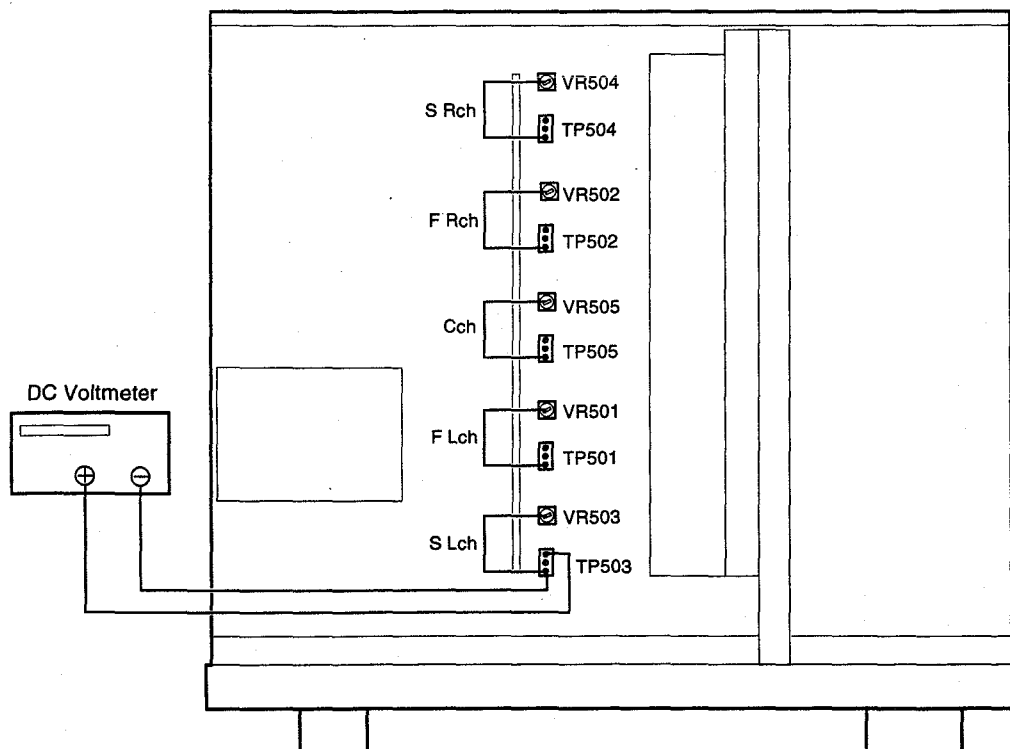 VR504
S Rch
TP504
VR502
F Rch
TP502
VR505
Cch
TP505
DC Voltmeter
VR501
F Lch
TP501
VR503
S Lch
TP503